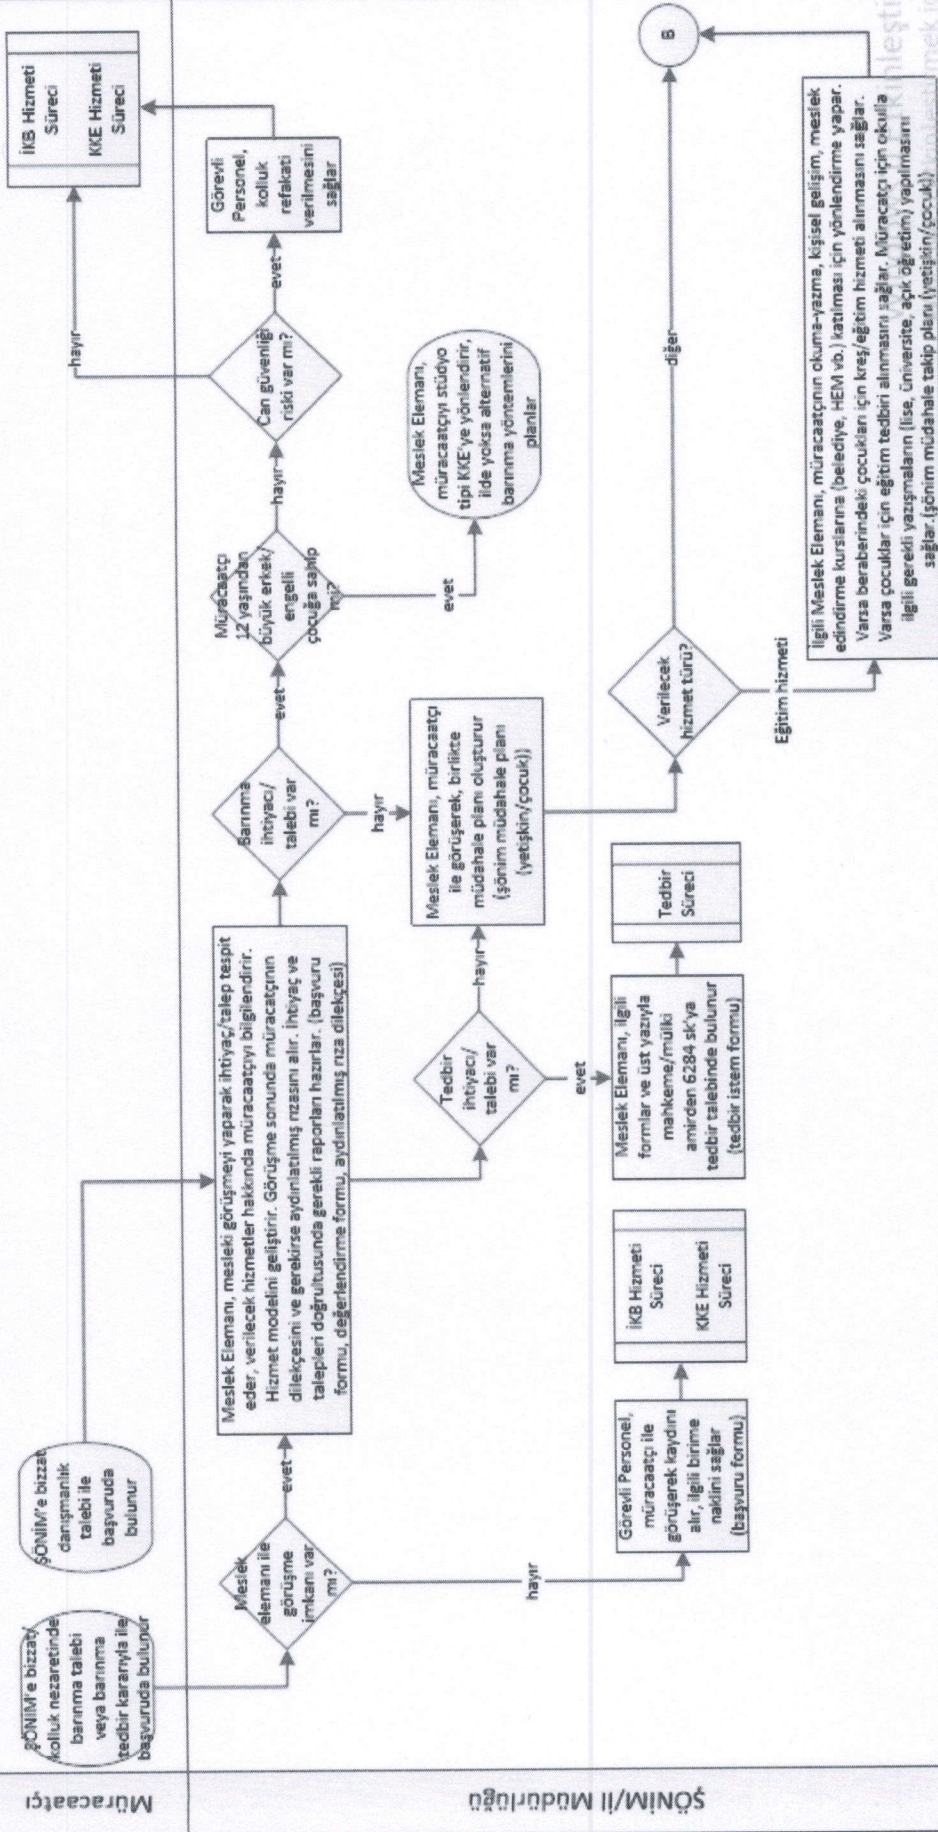 Müracaatçı
ŞÖNİM'e bizzat/
kolluk nezaretinde
barınma talebi
veya barınma
tedbir kararıyla ile
başvuruda bulunur
ŞÖNİM'e bizzat
danışmanlık
talebi ile
başvuruda
bulunur
İKB Hizmeti
Süreci
KKE Hizmeti
Süreci
ŞÖNİM/İl Müdürlüğü
Meslek
elemanı ile
görüşme
imkanı var
mı?
evet
hayır
Meslek Elemanı, mesleki görüşmeyi yaparak ihtiyaç/talep tespit
eder, verilecek hizmetler hakkında müracaatçıyı bilgilendirir.
Hizmet modelini geliştirir. Görüşme sonunda müracatçının
dilekçesini ve gerekirse aydınlatılmış rızasını alır. İhtiyaç ve
talepleri doğrultusunda gerekli raporları hazırlar. (başvuru
formu, değerlendirme formu, aydınlatılmış rıza dilekçesi)
Barınma
ihtiyacı/
talebi var
mı?
evet
hayır
Müracaatçı
12 yaşından
büyük erkek/
engelli
çocuğa sahip
mi?
hayır
evet
Can güvenliği
riski var mı?
hayır
evet
Görevli
Personel,
kolluk
refakati
verilmesini
sağlar
Meslek Elemanı,
müracaatçıyı stüdyo
tipi KKE'ye yönlendirir,
ilde yoksa alternatif
barınma yöntemlerini
planlar
Tedbir
ihtiyacı/
talebi var
mı?
hayır
evet
Meslek Elemanı, müracaatçı
ile görüşerek, birlikte
müdahale planı oluşturur
(şönim müdahale planı
(yetişkin/çocuk))
Görevli Personel,
müracaatçı ile
görüşerek kaydını
alır, ilgili birime
naklini sağlar
(başvuru formu)
İKB Hizmeti
Süreci
KKE Hizmeti
Süreci
Meslek Elemanı, ilgili
formlar ve üst yazıyla
mahkeme/mülki
amirden 6284 sk'ya
tedbir talebinde bulunur
(tedbir istem formu)
Tedbir
Süreci
Verilecek
hizmet türü?
diğer
B
Eğitim hizmeti
İlgili Meslek Elemanı, müracaatçının okuma-yazma, kişisel gelişim, meslek
edindirme kurslarına (belediye, HEM vb.) katılması için yönlendirme yapar.
Varsa beraberindeki çocukları için kreş/eğitim hizmeti alınmasını sağlar.
Varsa çocuklar için eğitim tedbiri alınmasını sağlar. Müracatçı için okulla
ilgili gerekli yazışmaların (lise, üniversite, açık öğretim) yapılmasını
sağlar.(şönim müdahale takip planı (yetişkin/çocuk))